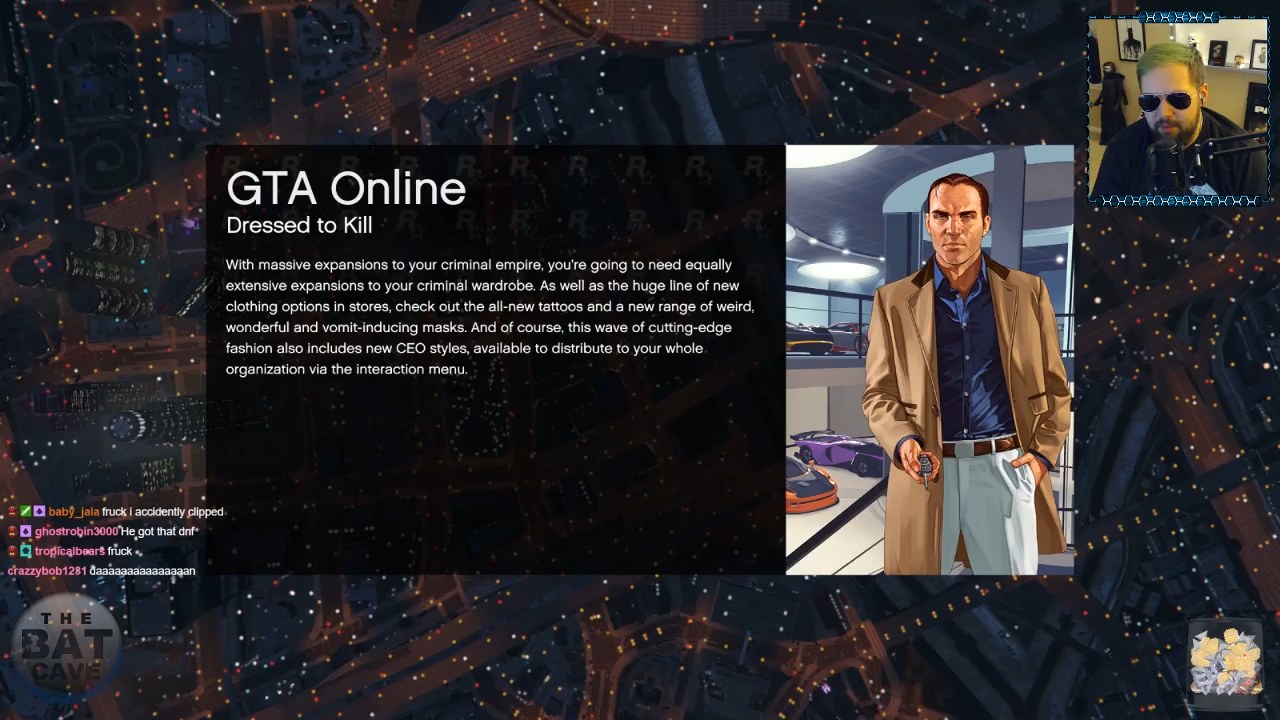 GTA Online
Dressed to Kill
With massive expansions to your criminal empire, you're going to need equally
extensive expansions to your criminal wardrobe. As well as the huge line of new
clothing options in stores, check out the all-new tattoos and a new range of weird,
wonderful and vomit-inducing masks. And of course, this wave of cutting-edge
fashion also includes new CEO styles, available to distribute to your whole
organization via the interaction menu.
baby_jaia fruck i accidently clipped
ghostrobin3000 He got that dnf
tropicalbears fruck
crazzybob1281 daaaaaaaaaaaaaaan
THE
BAT
CAVE